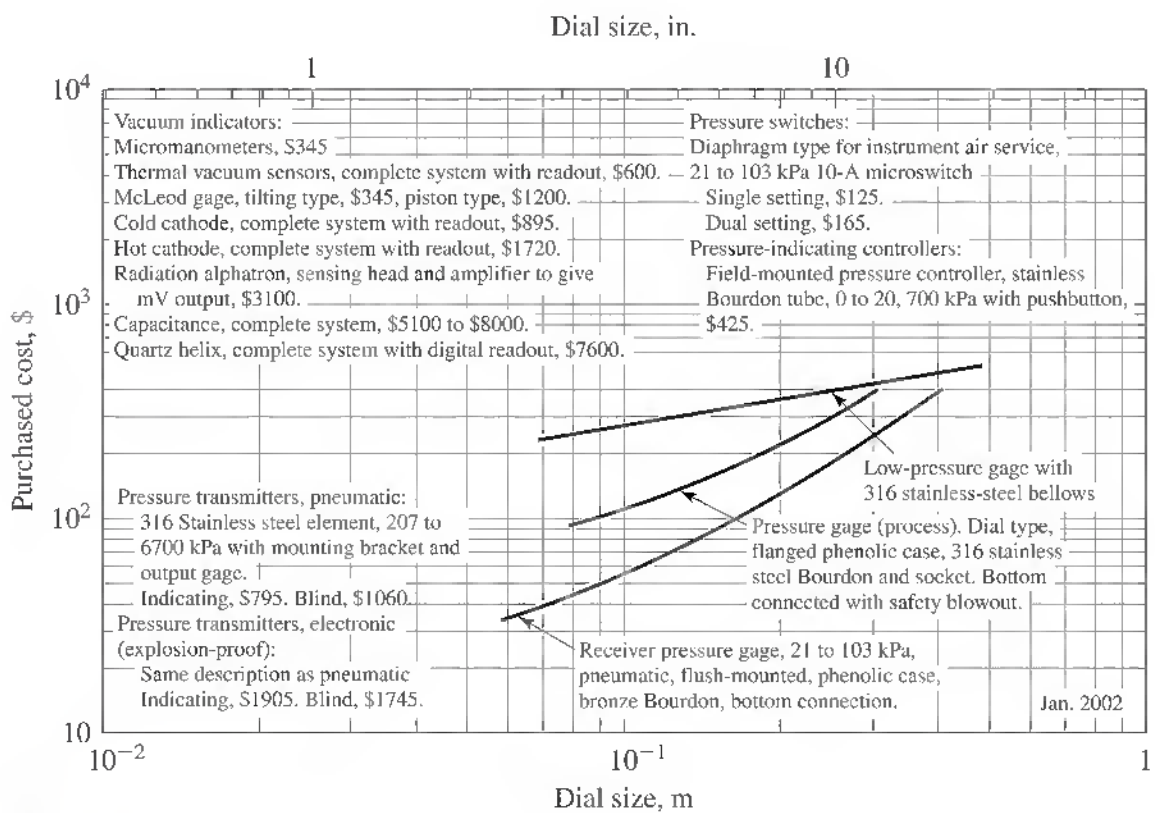 Dial size, in.
1
10
10⁴
10³
10²
10
Purchased cost, $
Vacuum indicators:
Micromanometers, $345
Thermal vacuum sensors, complete system with readout, $600.
McLeod gage, tilting type, $345, piston type, $1200.
Cold cathode, complete system with readout, $895.
Hot cathode, complete system with readout, $1720.
Radiation alphatron, sensing head and amplifier to give
mV output, $3100.
Capacitance, complete system, $5100 to $8000.
Quartz helix, complete system with digital readout, $7600.
Pressure switches:
Diaphragm type for instrument air service,
21 to 103 kPa 10-A microswitch
Single setting, $125.
Dual setting, $165.
Pressure-indicating controllers:
Field-mounted pressure controller, stainless
Bourdon tube, 0 to 20, 700 kPa with pushbutton,
$425.
Low-pressure gage with
316 stainless-steel bellows
Pressure gage (process). Dial type,
flanged phenolic case, 316 stainless
steel Bourdon and socket. Bottom
connected with safety blowout.
Pressure transmitters, pneumatic:
316 Stainless steel element, 207 to
6700 kPa with mounting bracket and
output gage.
Indicating, $795. Blind, $1060.
Pressure transmitters, electronic
(explosion-proof):
Same description as pneumatic
Indicating, $1905. Blind, $1745.
Receiver pressure gage, 21 to 103 kPa,
pneumatic, flush-mounted, phenolic case,
bronze Bourdon, bottom connection.
Jan. 2002
10⁻²
10⁻¹
1
Dial size, m